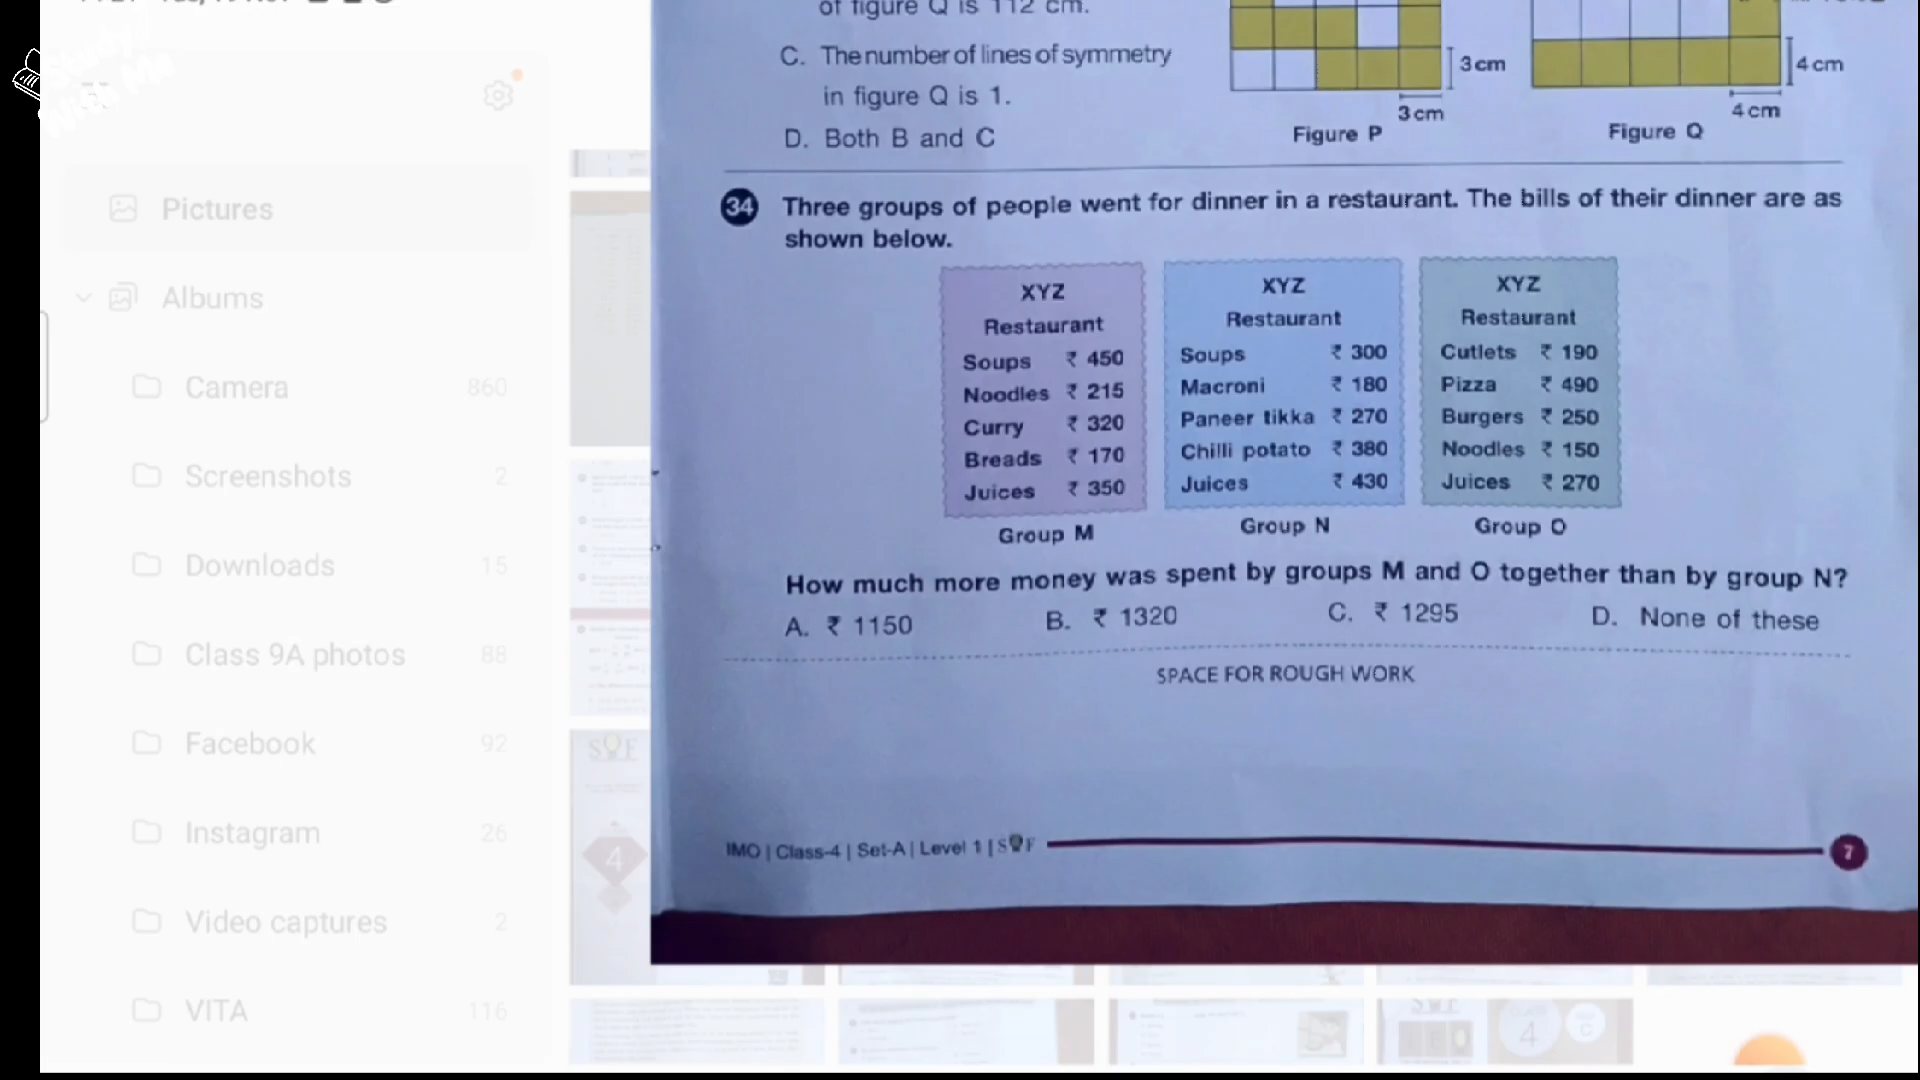 Study
With Me
Pictures
Albums
Camera 860
Screenshots 2
Downloads 15
Class 9A photos 88
Facebook 92
Instagram 26
Video captures 2
VITA 116
of figure Q is 112 cm.
C. The number of lines of symmetry
in figure Q is 1.
D. Both B and C
3 cm
3 cm
Figure P
4 cm
4 cm
Figure Q
34 Three groups of people went for dinner in a restaurant. The bills of their dinner are as
shown below.
XYZ
Restaurant
Soups ₹ 450
Noodles ₹ 215
Curry ₹ 320
Breads ₹ 170
Juices ₹ 350
Group M
XYZ
Restaurant
Soups ₹ 300
Macroni ₹ 180
Paneer tikka ₹ 270
Chilli potato ₹ 380
Juices ₹ 430
Group N
XYZ
Restaurant
Cutlets ₹ 190
Pizza ₹ 490
Burgers ₹ 250
Noodles ₹ 150
Juices ₹ 270
Group O
How much more money was spent by groups M and O together than by group N?
A. ₹ 1150 B. ₹ 1320 C. ₹ 1295 D. None of these
SPACE FOR ROUGH WORK
IMO | Class-4 | Set-A | Level 1 | SOF
7
SOF
4
4